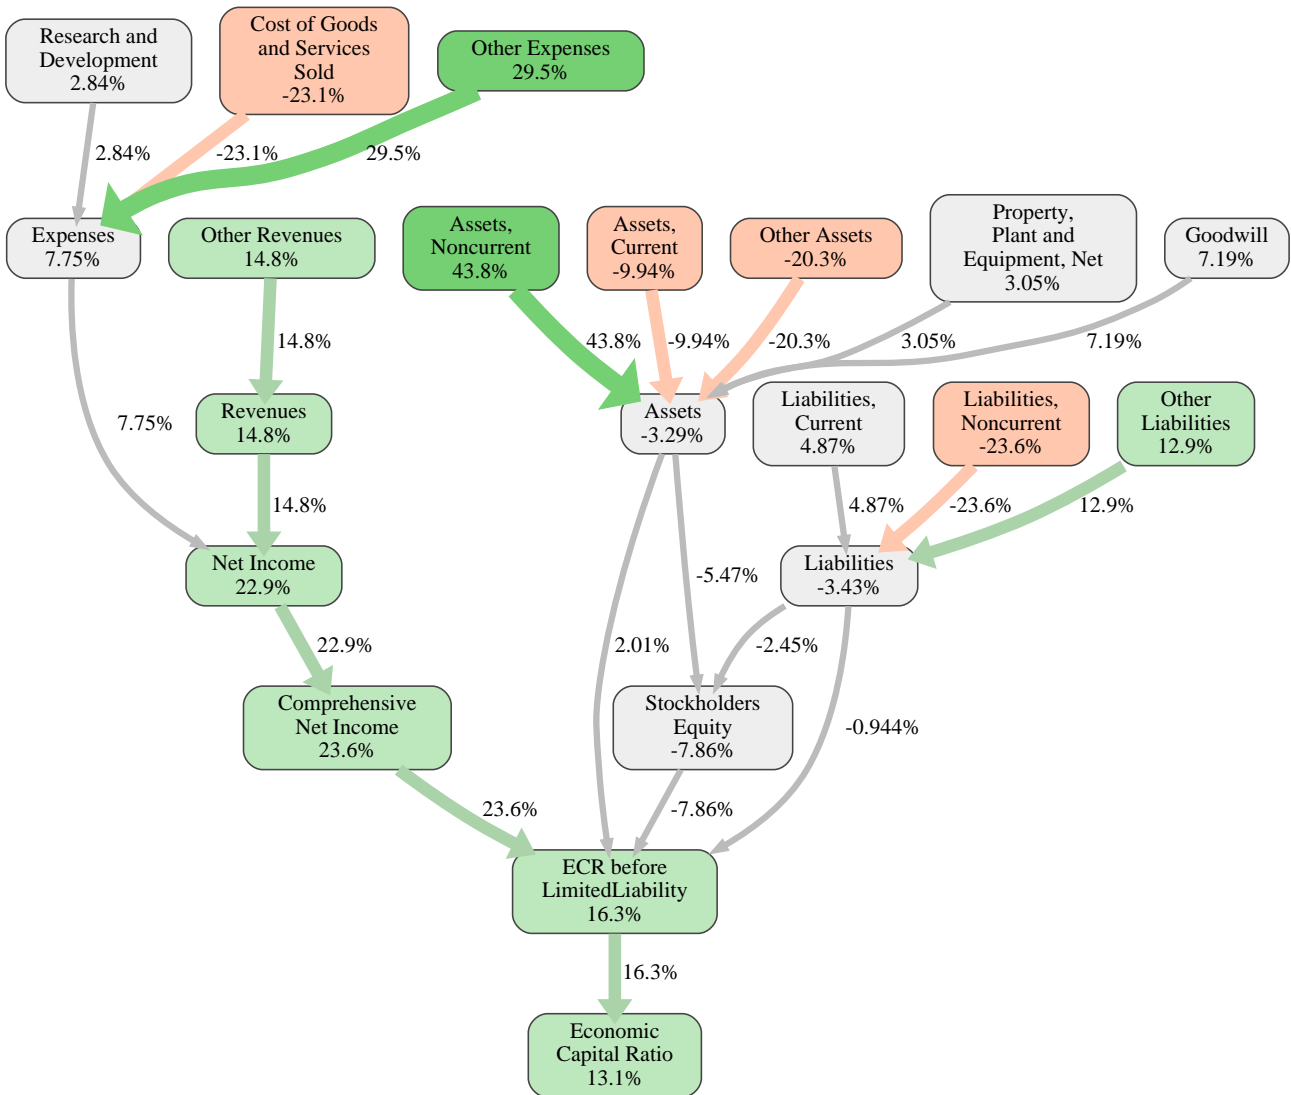 Research and
Development
2.84%
Cost of Goods
and Services
Sold
-23.1%
Other Expenses
29.5%
2.84%
-23.1%
29.5%
Expenses
7.75%
Other Revenues
14.8%
Assets,
Noncurrent
43.8%
Assets,
Current
-9.94%
Other Assets
-20.3%
Property,
Plant and
Equipment, Net
3.05%
Goodwill
7.19%
14.8%
43.8%
-9.94%
-20.3%
3.05%
7.19%
7.75%
Revenues
14.8%
Assets
-3.29%
Liabilities,
Current
4.87%
Liabilities,
Noncurrent
-23.6%
Other
Liabilities
12.9%
14.8%
4.87%
-23.6%
12.9%
Net Income
22.9%
-5.47%
Liabilities
-3.43%
22.9%
2.01%
-2.45%
Comprehensive
Net Income
23.6%
Stockholders
Equity
-7.86%
-0.944%
23.6%
-7.86%
ECR before
LimitedLiability
16.3%
16.3%
Economic
Capital Ratio
13.1%